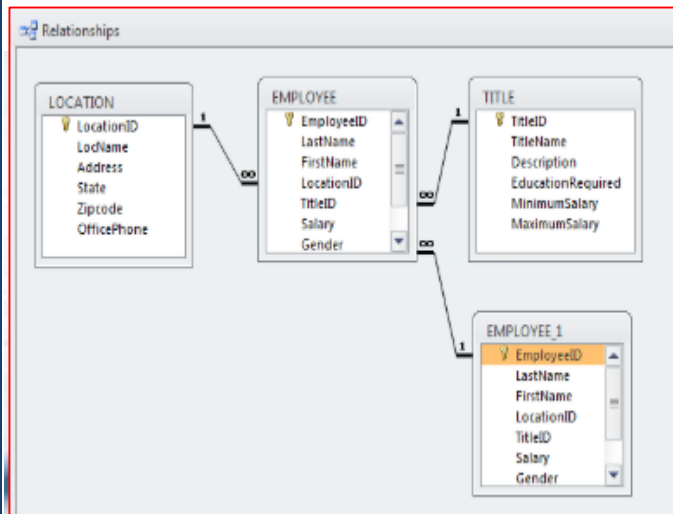 Relationships
LOCATION
LocationID
LocName
Address
State
Zipcode
OfficePhone
1
∞
EMPLOYEE
EmployeeID
LastName
FirstName
LocationID
TitleID
Salary
Gender
1
∞
TITLE
TitleID
TitleName
Description
EducationRequired
MinimumSalary
MaximumSalary
∞
1
EMPLOYEE_1
EmployeeID
LastName
FirstName
LocationID
TitleID
Salary
Gender